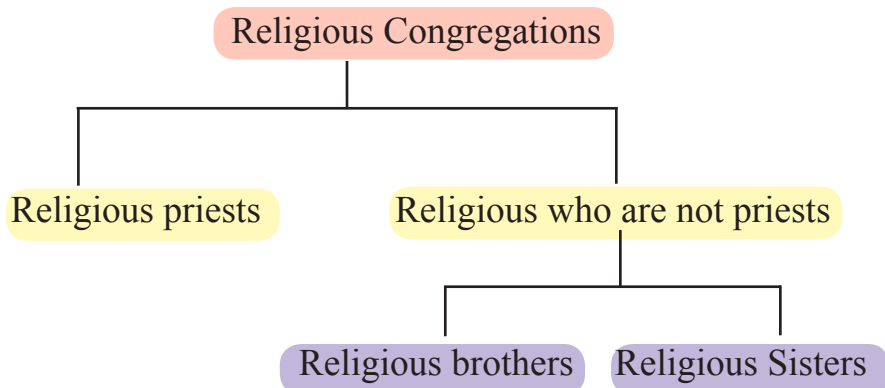 Religious Congregations
Religious priests
Religious who are not priests
Religious brothers
Religious Sisters